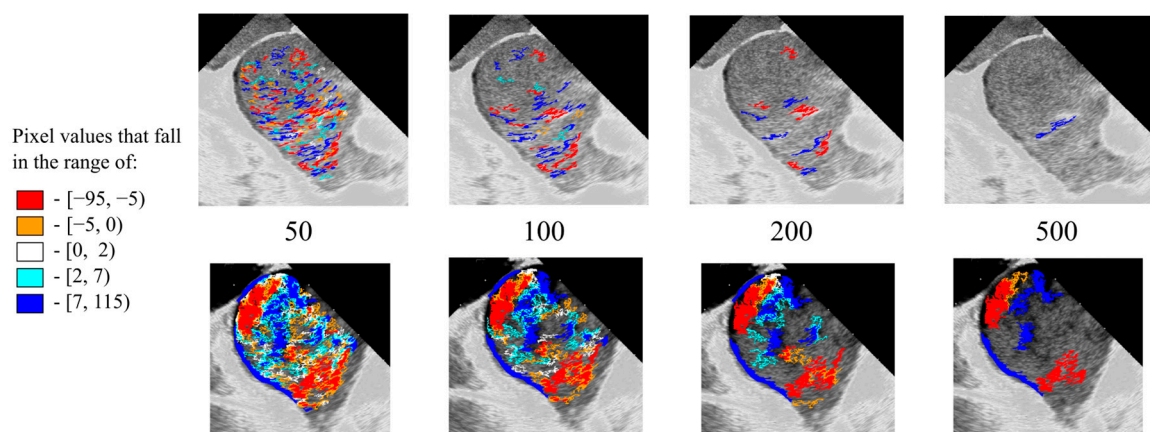 Pixel values that fall
in the range of:
- [−95, −5)
- [−5, 0)
- [0, 2)
- [2, 7)
- [7, 115)
50
100
200
500